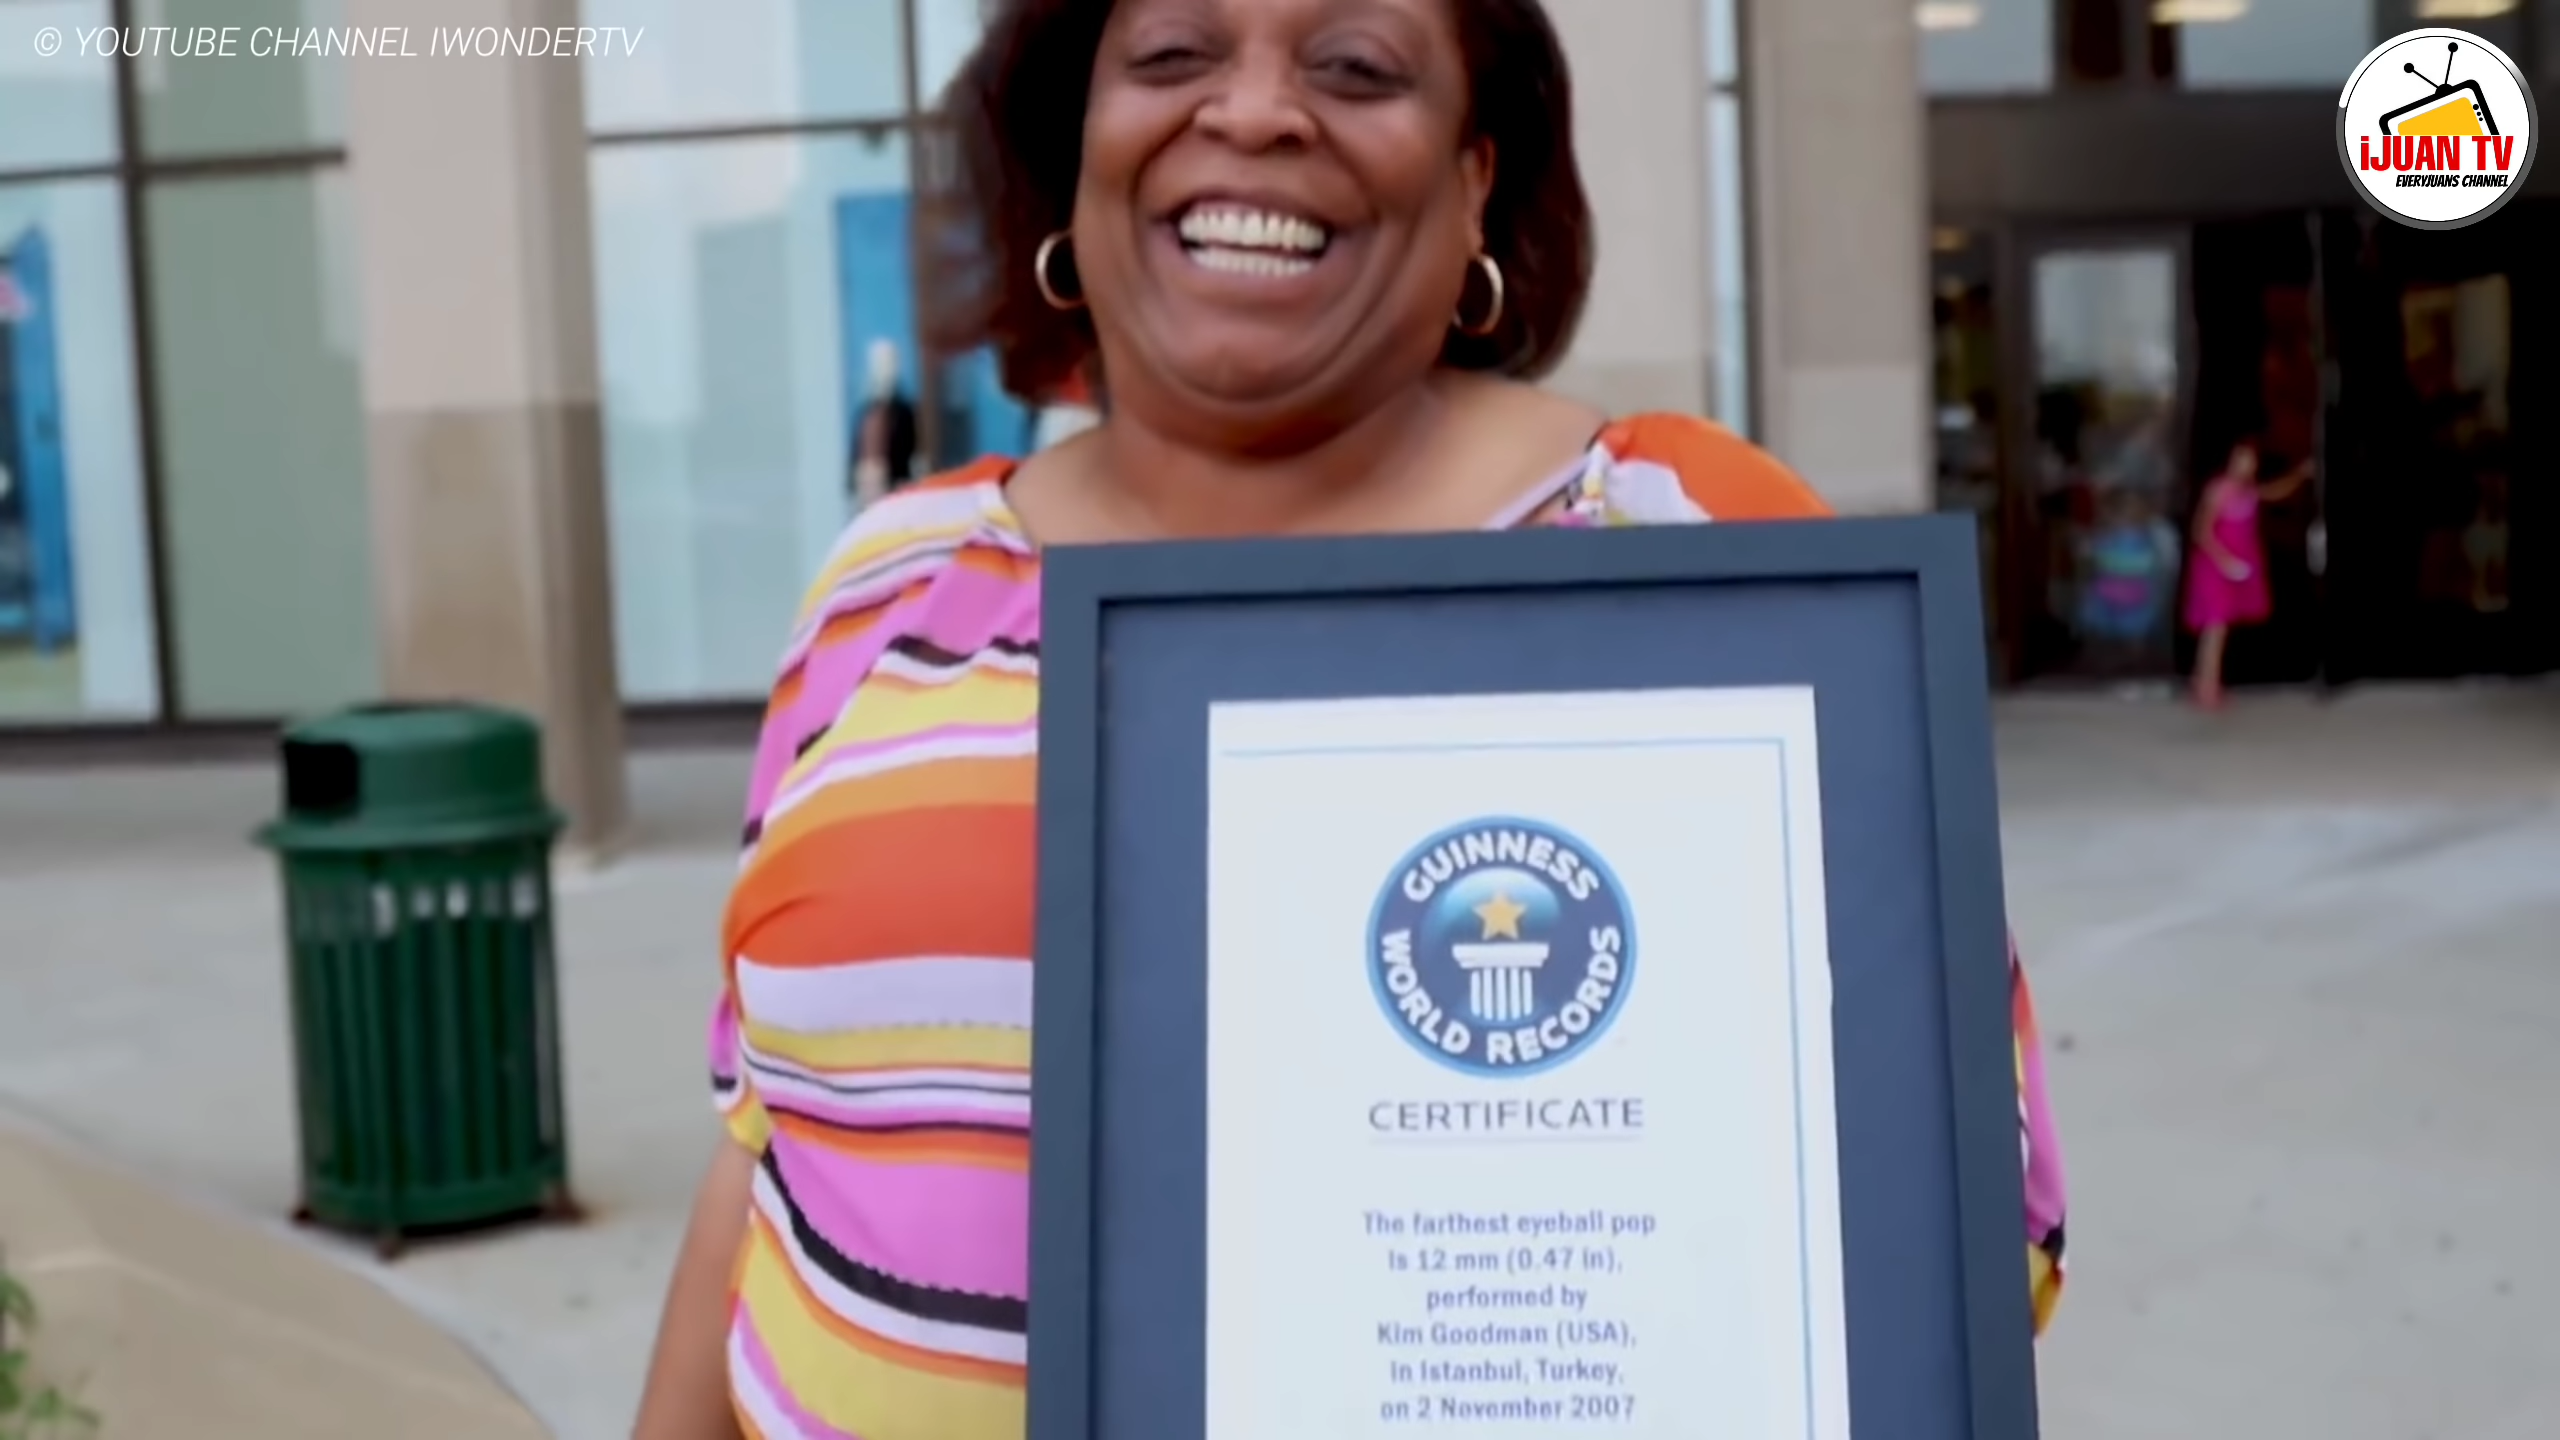 © YOUTUBE CHANNEL IWONDERTV
iJUAN TV
EVERYJUANS CHANNEL
GUINNESS
WORLD RECORDS
CERTIFICATE
The farthest eyeball pop
is 12 mm (0.47 in),
performed by
Kim Goodman (USA),
in Istanbul, Turkey,
on 2 November 2007